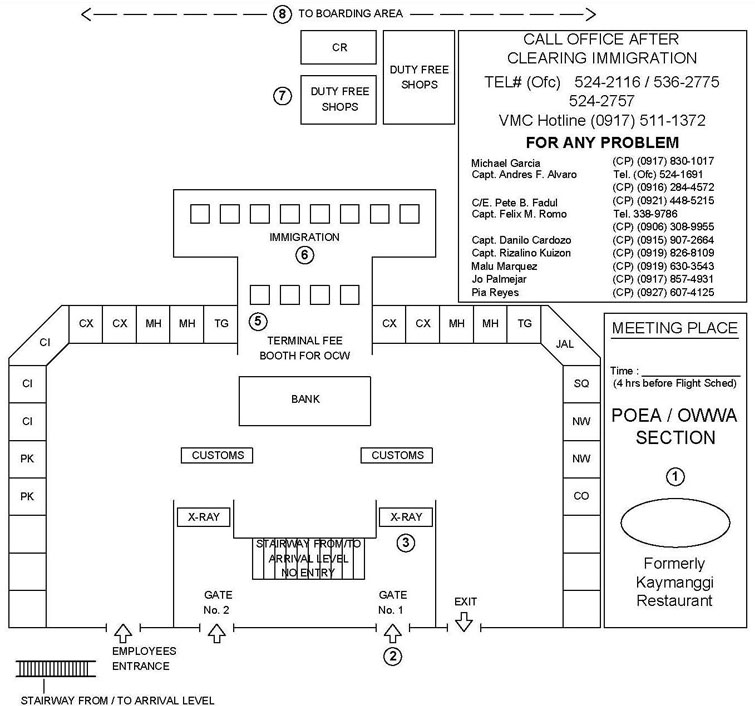 8 TO BOARDING AREA
CR
7 DUTY FREE
SHOPS
DUTY FREE
SHOPS
CALL OFFICE AFTER
CLEARING IMMIGRATION
TEL# (Ofc) 524-2116 / 536-2775
524-2757
VMC Hotline (0917) 511-1372
FOR ANY PROBLEM
Michael Garcia (CP) (0917) 830-1017
Capt. Andres F. Alvaro Tel. (Ofc) 524-1691
(CP) (0916) 284-4572
C/E. Pete B. Fadul (CP) (0921) 448-5215
Capt. Felix M. Romo Tel. 338-9786
(CP) (0906) 308-9955
Capt. Danilo Cardozo (CP) (0915) 907-2664
Capt. Rizalino Kuizon (CP) (0919) 826-8109
Malu Marquez (CP) (0919) 630-3543
Jo Palmejar (CP) (0917) 857-4931
Pia Reyes (CP) (0927) 607-4125
IMMIGRATION
6
5
TERMINAL FEE
BOOTH FOR OCW
CI CX CX MH MH TG
CX CX MH MH TG JAL
CI
CI
PK
PK
SQ
NW
NW
CO
BANK
CUSTOMS CUSTOMS
X-RAY X-RAY
3
STAIRWAY FROM/TO
ARRIVAL LEVEL
NO ENTRY
GATE
No. 2
GATE
No. 1
EXIT
2
EMPLOYEES
ENTRANCE
STAIRWAY FROM / TO ARRIVAL LEVEL
MEETING PLACE
Time :
(4 hrs before Flight Sched)
POEA / OWWA
SECTION
1
Formerly
Kaymanggi
Restaurant